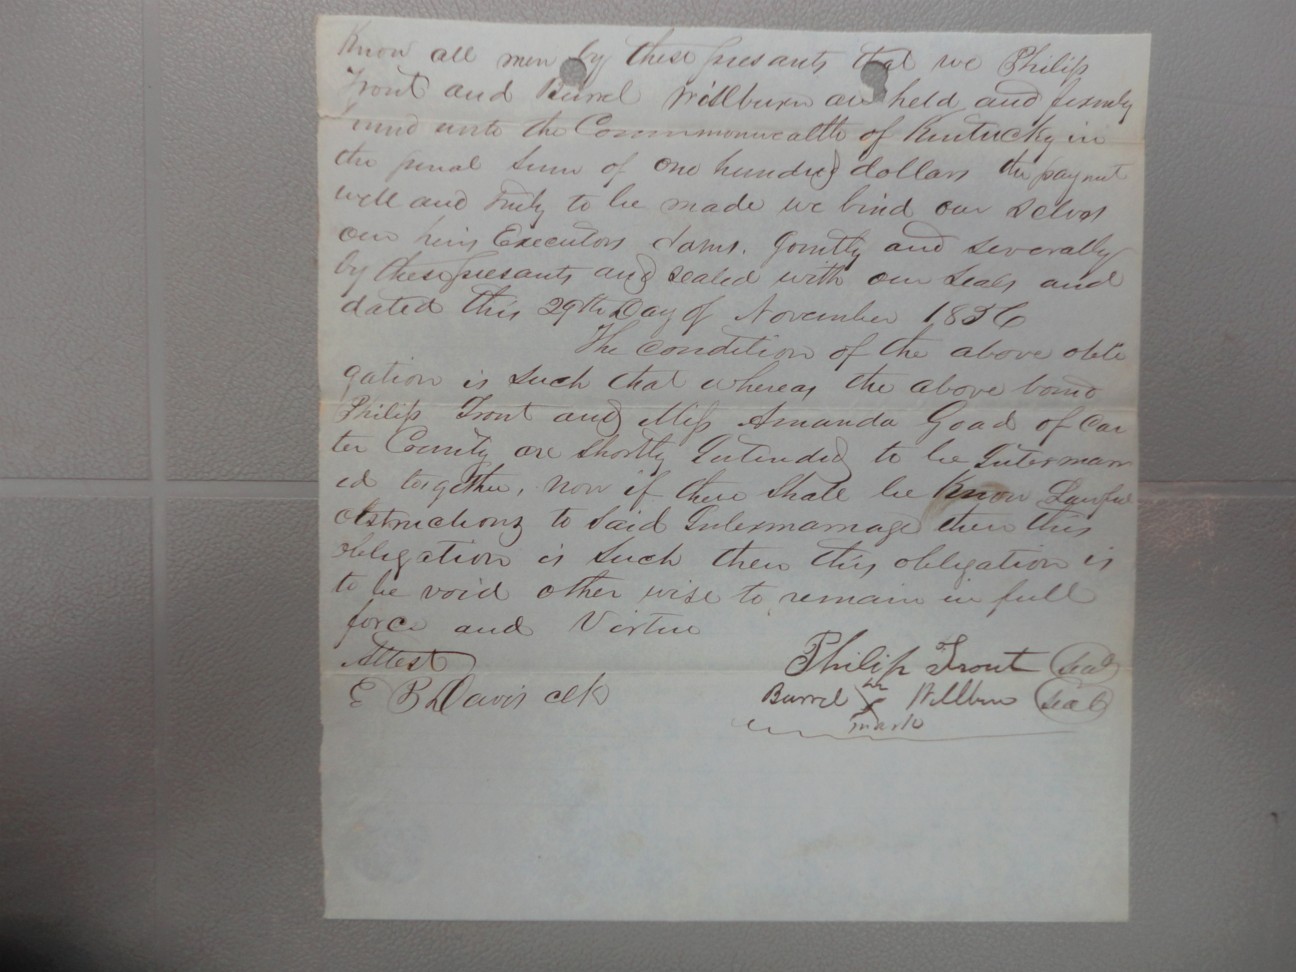 Know all men by these presants that we Philip
Trout and Burrel Willburn are held and firmly
bind unto the Commonwealth of Kentucky in
the penal sum of one hundred dollars the payment
well and truly to be made we bind our selves
our heirs Executors Jointly and severally
by these presants and sealed with our seals and
dated this 29th Day of November 1856
The condition of the above obli
gation is such that whereas the above bond
Philip Trout and Miss Amanda Goad of Car
ter County are shortly Intended to be Intermarri
ed together, now if there shall be know Lawful
obstructions to said Intermarriage then this
obligation is such then this obligation is
to be void other wise to remain in full
force and Virtue
Attest
Philip Trout seal
E B Davis clk
Burrel his x Willburn seal
mark